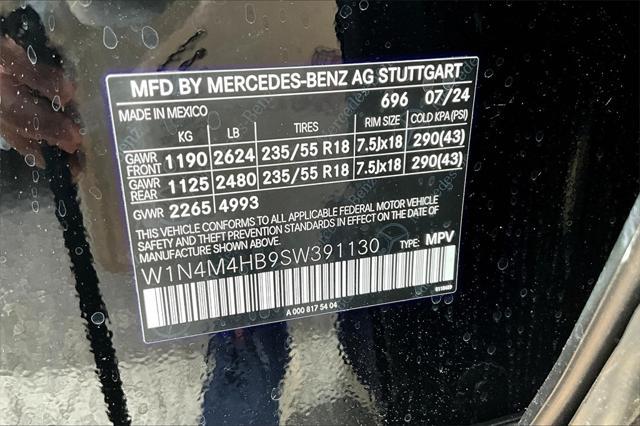 MFD BY MERCEDES-BENZ AG STUTTGART
MADE IN MEXICO 696 07/24
KG LB TIRES RIM SIZE COLD KPA(PSI)
GAWR FRONT 1190 2624 235/55 R18 7.5Jx18 290(43)
GAWR REAR 1125 2480 235/55 R18 7.5Jx18 290(43)
GVWR 2265 4993
THIS VEHICLE CONFORMS TO ALL APPLICABLE FEDERAL MOTOR VEHICLE
SAFETY AND THEFT PREVENTION STANDARDS IN EFFECT ON THE DATE
OF MANUFACTURE SHOWN ABOVE.
W1N4M4HB9SW391130 TYPE: MPV
A 000 817 54 04